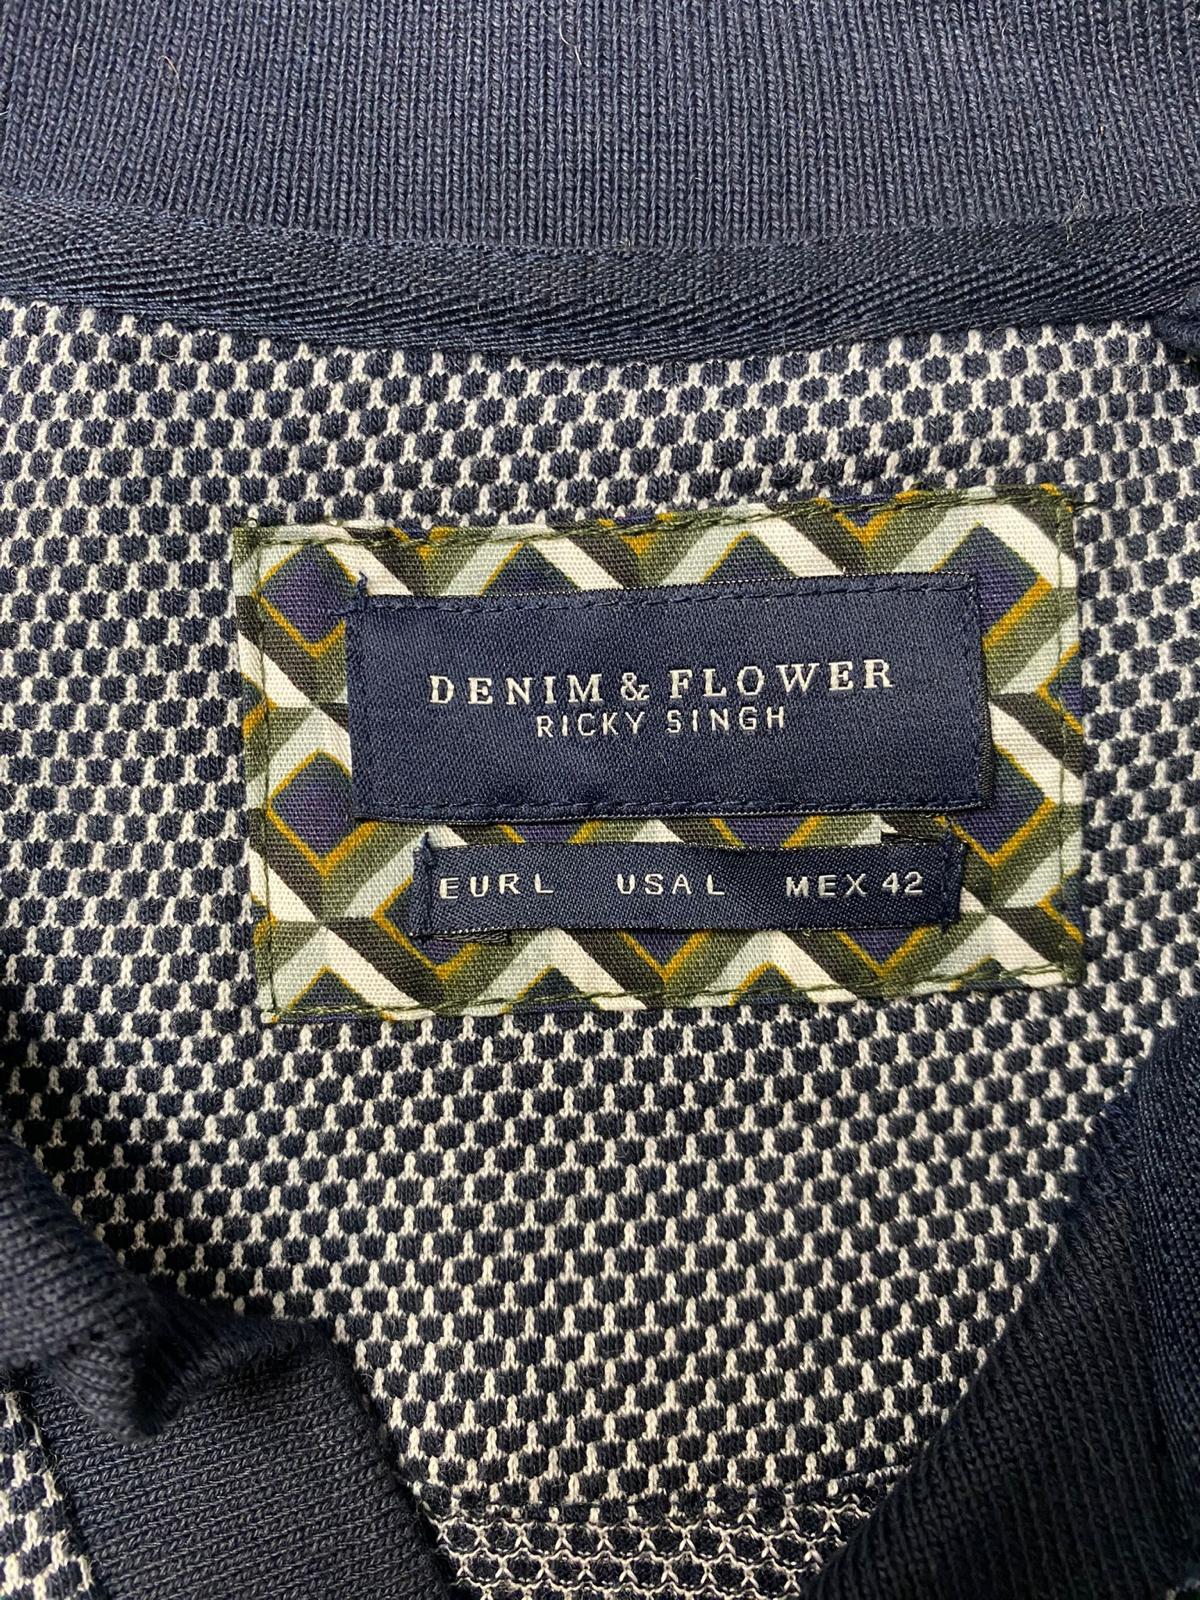 DENIM & FLOWER
RICKY SINGH
EUR L USA L MEX 42